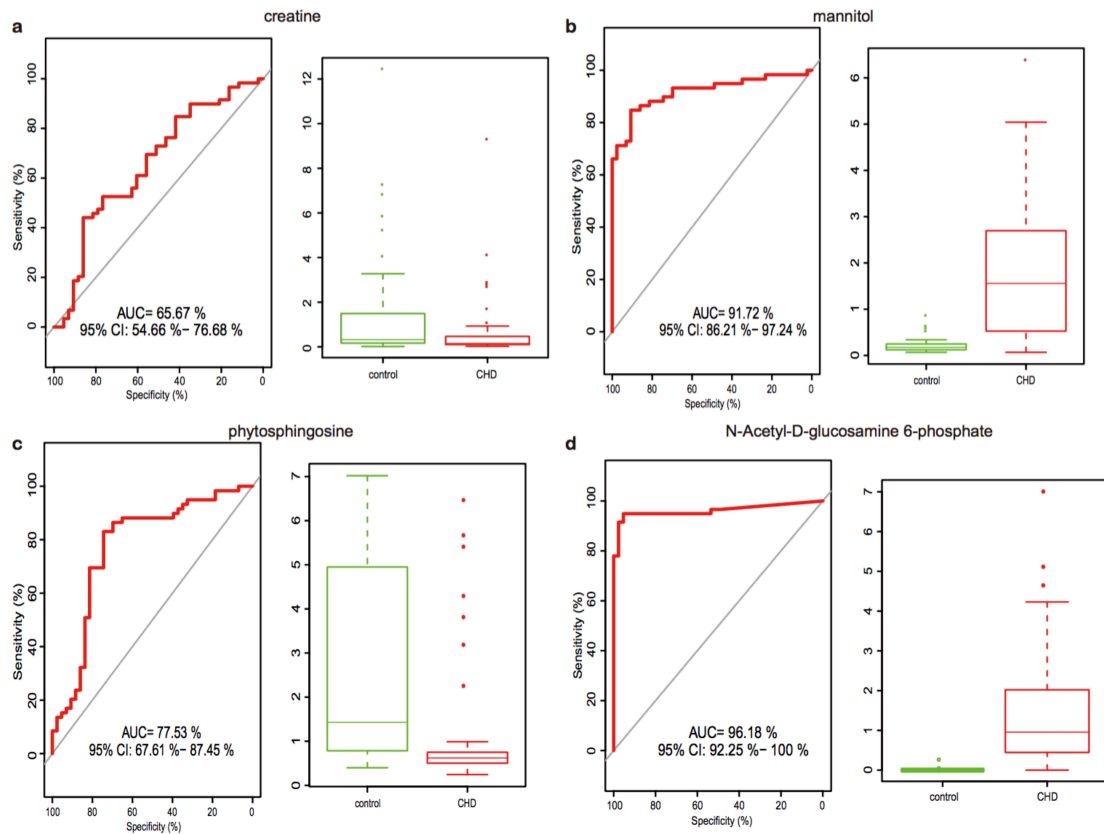 a
creatine
Sensitivity (%)
100
80
60
40
20
0
AUC= 65.67 %
95% CI: 54.66 %– 76.68 %
100 80 60 40 20 0
Specificity (%)
12
10
8
6
4
2
0
control CHD
b
mannitol
Sensitivity (%)
100
80
60
40
20
0
AUC= 91.72 %
95% CI: 86.21 %– 97.24 %
100 80 60 40 20 0
Specificity (%)
6
5
4
3
2
1
0
control CHD
c
phytosphingosine
Sensitivity (%)
100
80
60
40
20
0
AUC= 77.53 %
95% CI: 67.61 %– 87.45 %
100 80 60 40 20 0
Specificity (%)
7
6
5
4
3
2
1
0
control CHD
d
N-Acetyl-D-glucosamine 6-phosphate
Sensitivity (%)
100
80
60
40
20
0
AUC= 96.18 %
95% CI: 92.25 %– 100 %
100 80 60 40 20 0
Specificity (%)
7
6
5
4
3
2
1
0
control CHD